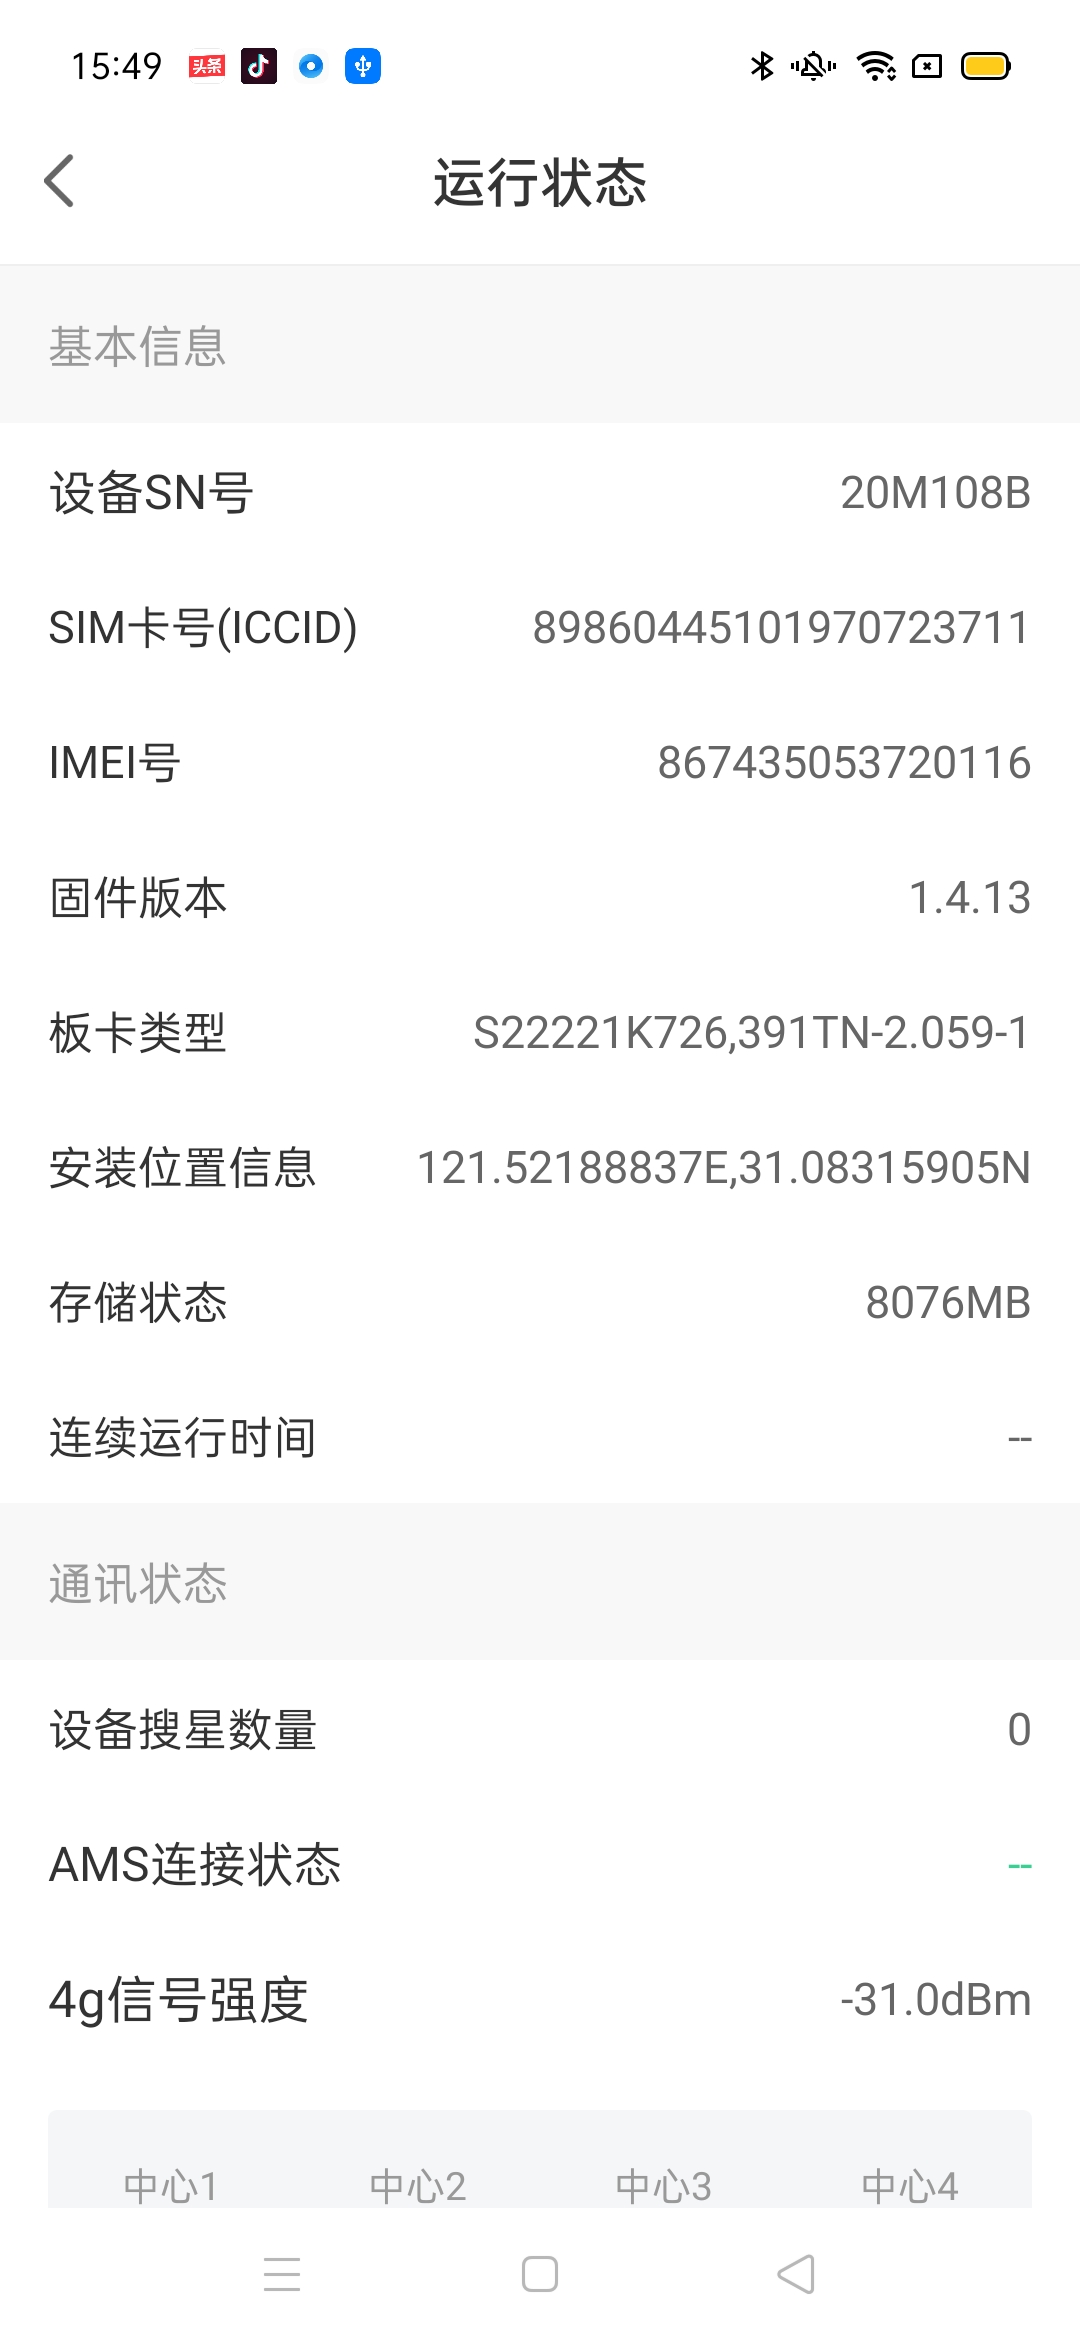 15:49 头条
运行状态
基本信息
设备SN号 20M108B
SIM卡号(ICCID) 89860445101970723711
IMEI号 867435053720116
固件版本 1.4.13
板卡类型 S22221K726,391TN-2.059-1
安装位置信息 121.52188837E,31.08315905N
存储状态 8076MB
连续运行时间 --
通讯状态
设备搜星数量 0
AMS连接状态 --
4g信号强度 -31.0dBm
中心1 中心2 中心3 中心4